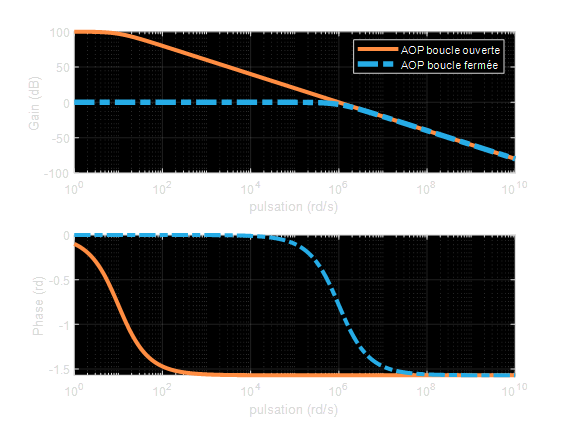 100
50
0
-50
-100
Gain (dB)
AOP boucle ouverte
AOP boucle fermée
10^0 10^2 10^4 10^6 10^8 10^10
pulsation (rd/s)
0
-0.5
-1
-1.5
Phase (rd)
10^0 10^2 10^4 10^6 10^8 10^10
pulsation (rd/s)